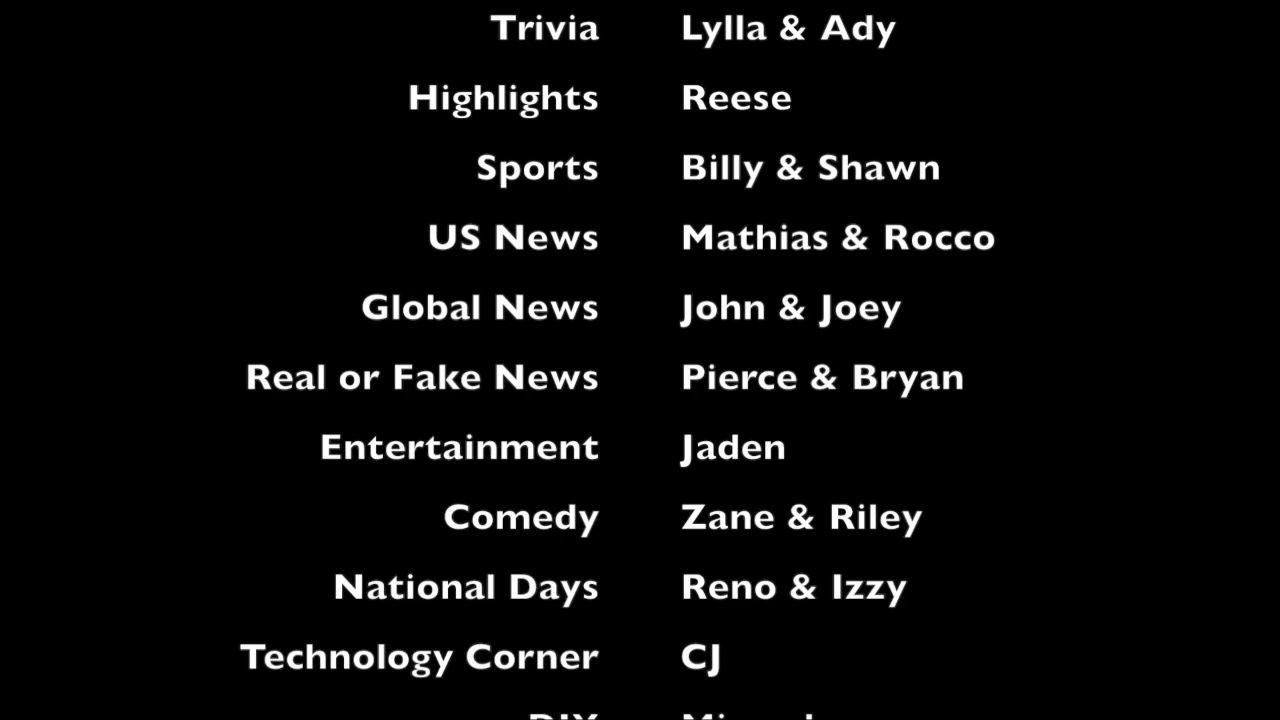 Trivia Lylla & Ady
Highlights Reese
Sports Billy & Shawn
US News Mathias & Rocco
Global News John & Joey
Real or Fake News Pierce & Bryan
Entertainment Jaden
Comedy Zane & Riley
National Days Reno & Izzy
Technology Corner CJ
DIY